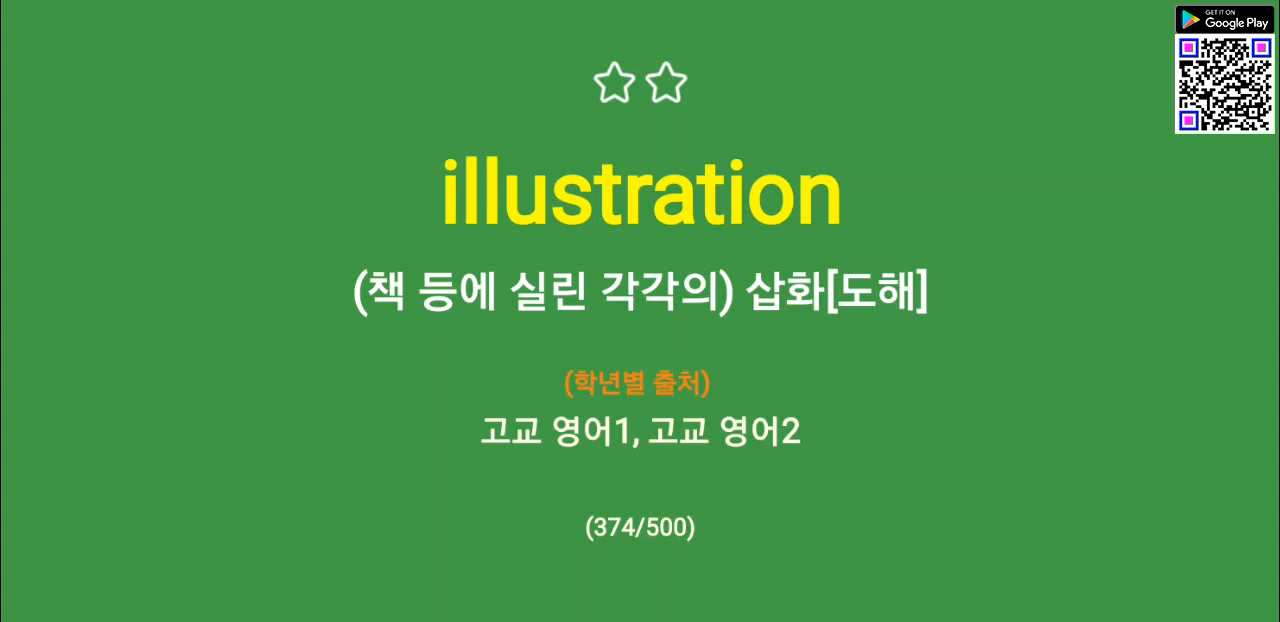 GET IT ON
Google Play
illustration
(책 등에 실린 각각의) 삽화[도해]
(학년별 출처)
고교 영어1, 고교 영어2
(374/500)